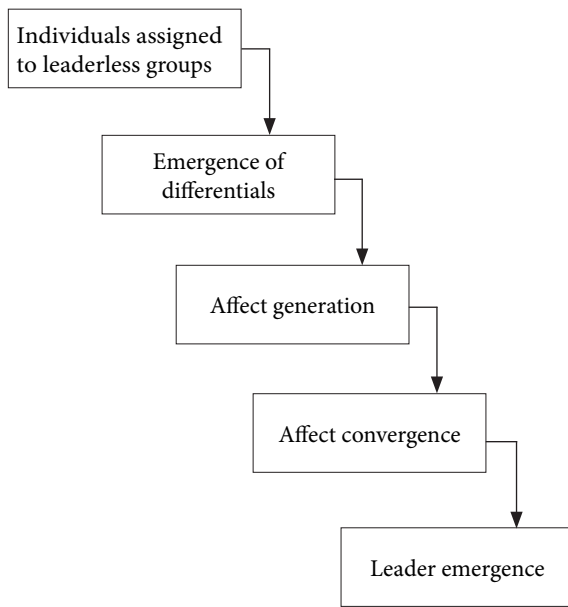 Individuals assigned
to leaderless groups
Emergence of
differentials
Affect generation
Affect convergence
Leader emergence